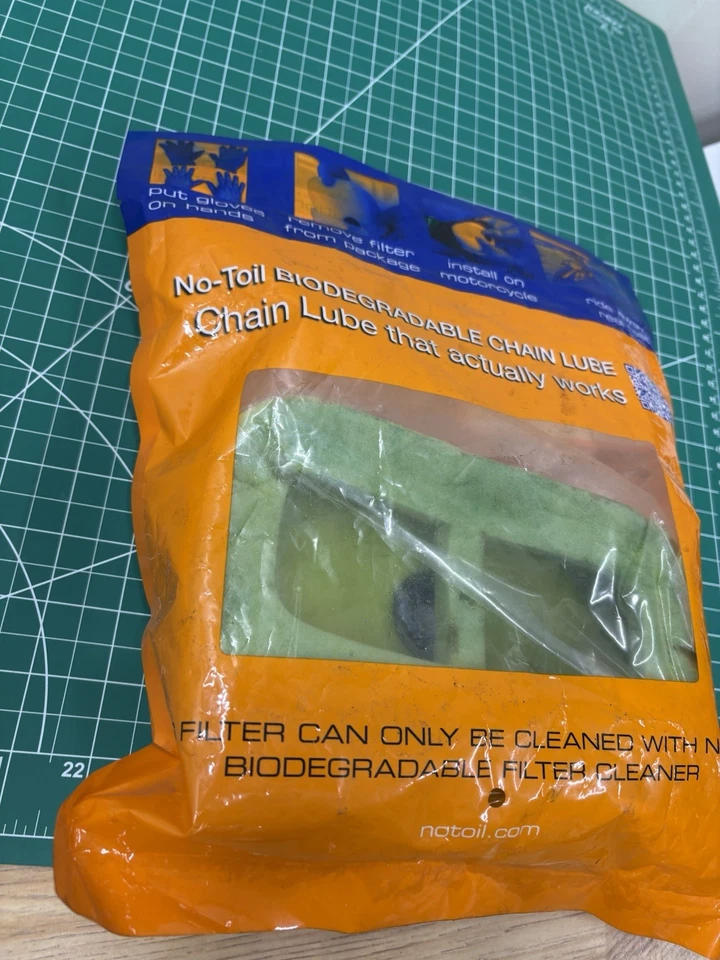 put gloves
on hands
remove filter
from package
install on
motorcycle
No-Toil BIODEGRADABLE CHAIN LUBE
Chain Lube that actually works
FILTER CAN ONLY BE CLEANED WITH N
BIODEGRADABLE FILTER CLEANER
notoil.com
22